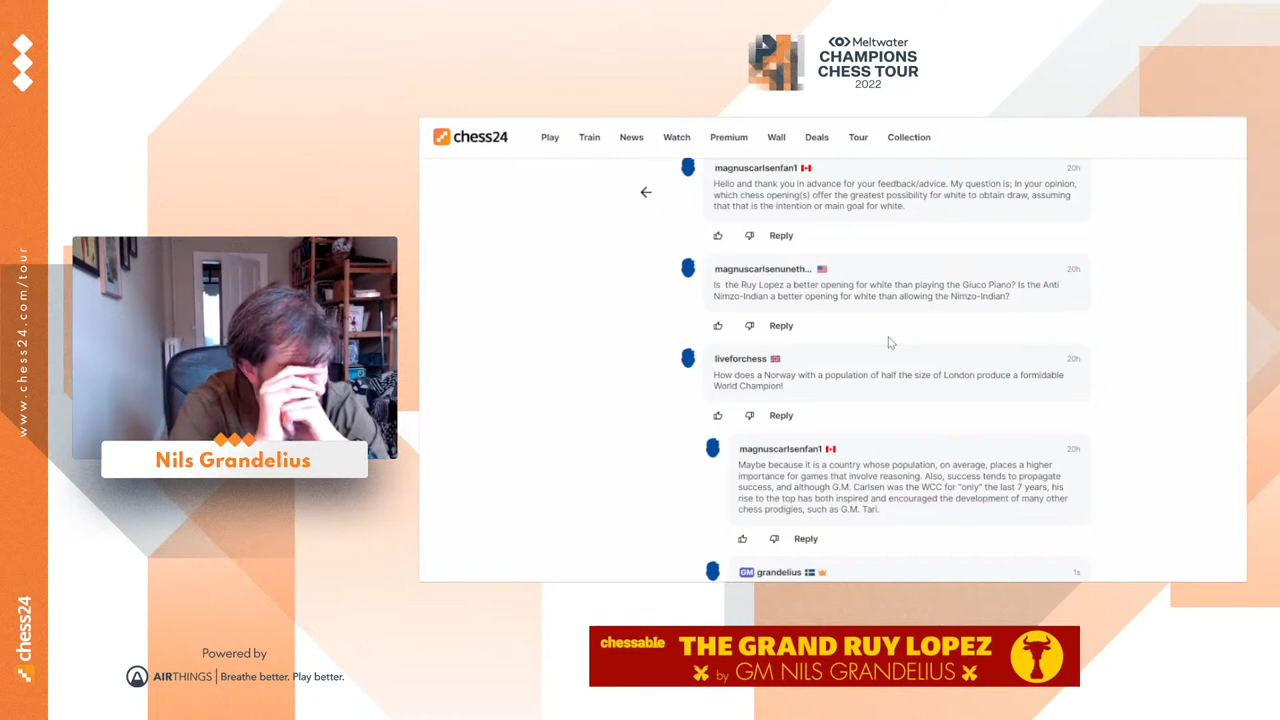 www.chess24.com/tour
chess24
Meltwater
CHAMPIONS
CHESS TOUR
2022
chess24
Play
Train
News
Watch
Premium
Wall
Deals
Tour
Collection
magnuscarlsenfan1
20h
Hello and thank you in advance for your feedback/advice. My question is; In your opinion,
which chess opening(s) offer the greatest possibility for white to obtain draw, assuming
that that is the intention or main goal for white.
Reply
magnuscarlsenuneth...
20h
Is the Ruy Lopez a better opening for white than playing the Giuco Piano? Is the Anti
Nimzo-Indian a better opening for white than allowing the Nimzo-Indian?
Reply
liveforchess
20h
How does a Norway with a population of half the size of London produce a formidable
World Champion!
Reply
magnuscarlsenfan1
20h
Maybe because it is a country whose population, on average, places a higher
importance for games that involve reasoning. Also, success tends to propagate
success, and although G.M. Carlsen was the WCC for "only" the last 7 years, his
rise to the top has both inspired and encouraged the development of many other
chess prodigies, such as G.M. Tari.
Reply
GM grandelius
1s
Nils Grandelius
Powered by
AIRTHINGS | Breathe better. Play better.
chessable
THE GRAND RUY LOPEZ
by GM NILS GRANDELIUS